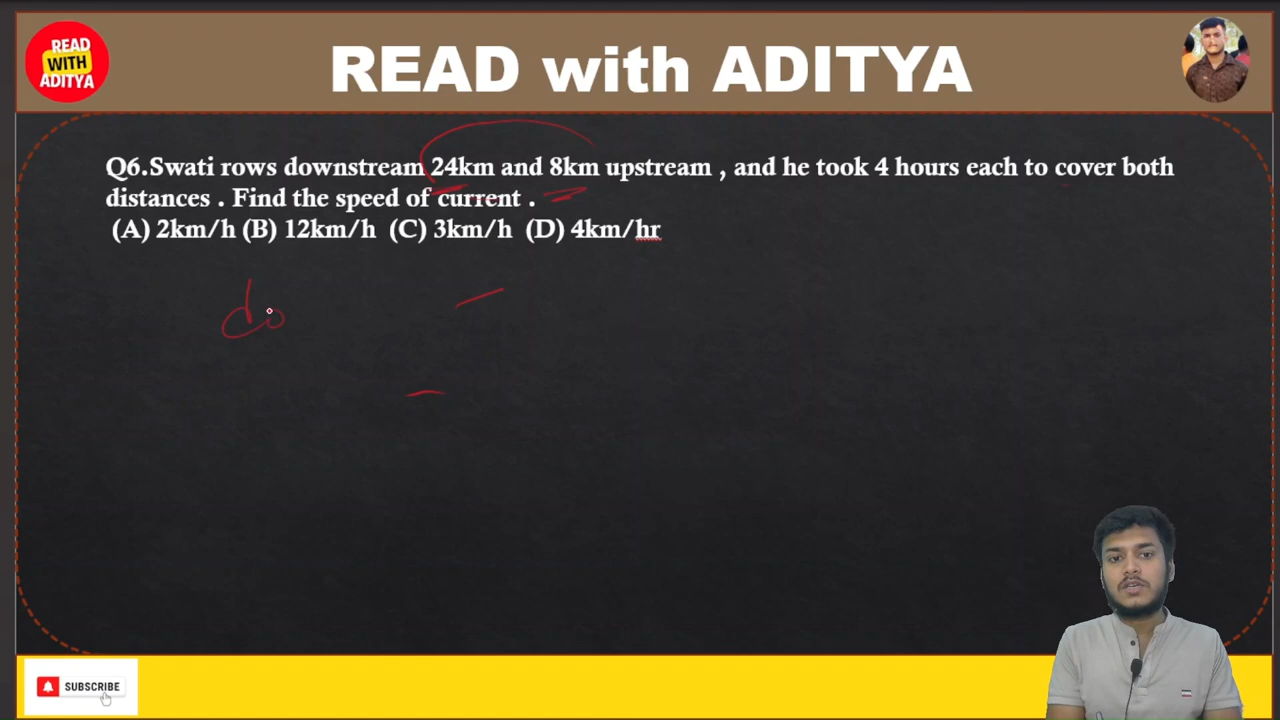 READ
WITH
ADITYA
READ with ADITYA
Q6.Swati rows downstream 24km and 8km upstream , and he took 4 hours each to cover both
distances . Find the speed of current .
(A) 2km/h (B) 12km/h (C) 3km/h (D) 4km/hr
do
SUBSCRIBE